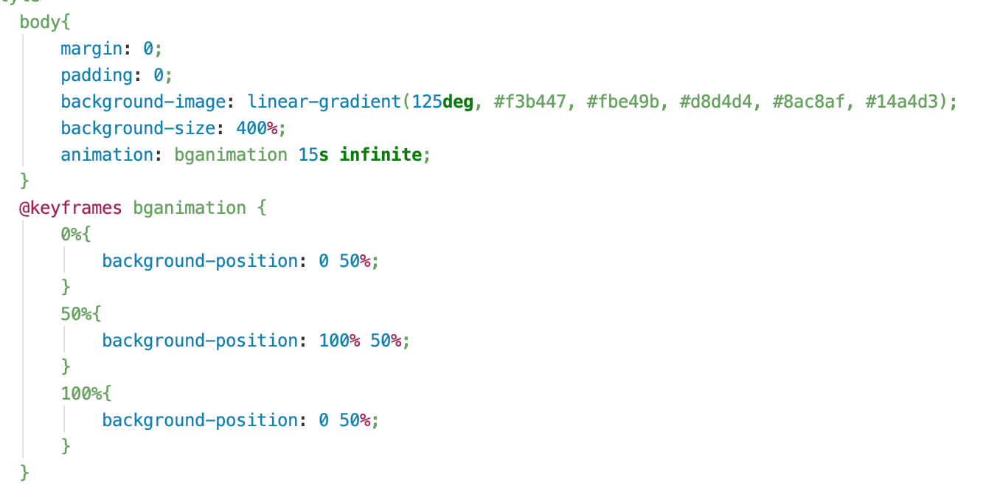 body{
margin: 0;
padding: 0;
background-image: linear-gradient(125deg, #f3b447, #fbe49b, #d8d4d4, #8ac8af, #14a4d3);
background-size: 400%;
animation: bganimation 15s infinite;
}
@keyframes bganimation {
0%{
background-position: 0 50%;
}
50%{
background-position: 100% 50%;
}
100%{
background-position: 0 50%;
}
}